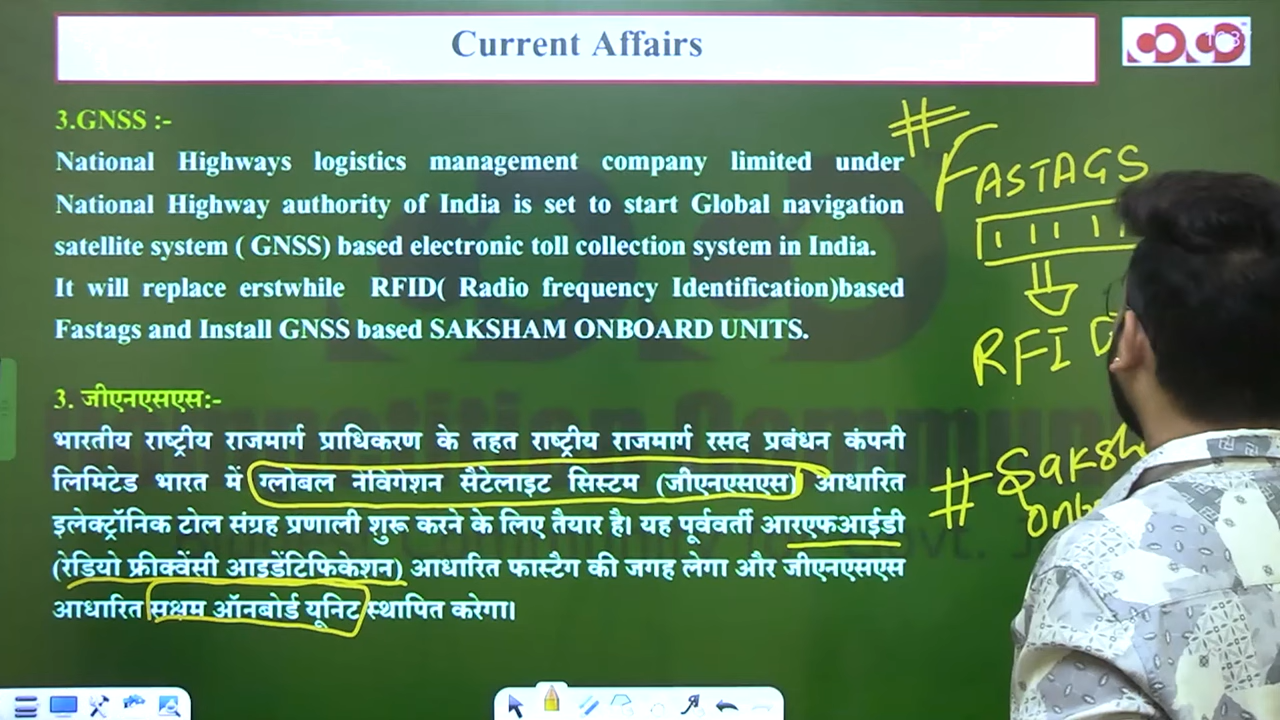 Current Affairs
3.GNSS :-
National Highways logistics management company limited under
National Highway authority of India is set to start Global navigation
satellite system ( GNSS) based electronic toll collection system in India.
It will replace erstwhile RFID( Radio frequency Identification)based
Fastags and Install GNSS based SAKSHAM ONBOARD UNITS.
3. जीएनएसएस:-
भारतीय राष्ट्रीय राजमार्ग प्राधिकरण के तहत राष्ट्रीय राजमार्ग रसद प्रबंधन कंपनी
लिमिटेड भारत में ग्लोबल नेविगेशन सैटेलाइट सिस्टम (जीएनएसएस) आधारित
इलेक्ट्रॉनिक टोल संग्रह प्रणाली शुरू करने के लिए तैयार है। यह पूर्ववर्ती आरएफआईडी
(रेडियो फ्रीक्वेंसी आइडेंटिफिकेशन) आधारित फास्टैग की जगह लेगा और जीएनएसएस
आधारित सक्षम ऑनबोर्ड यूनिट स्थापित करेगा।
# FASTAGS
RFID
# Saksh
Onb